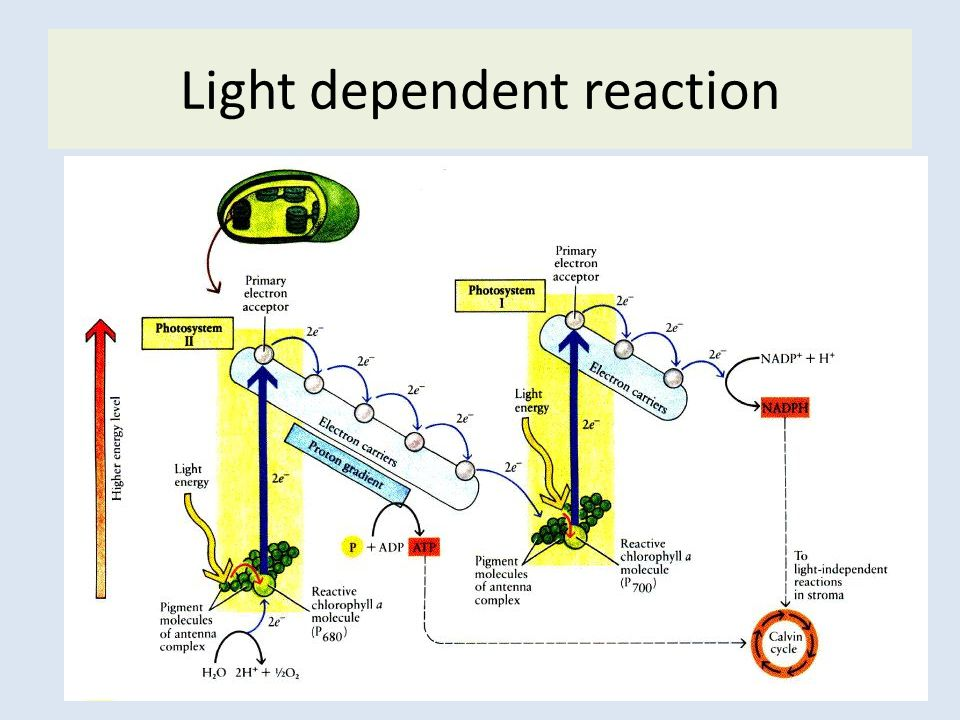 Light dependent reaction
Primary
electron
acceptor
Photosystem
II
2e⁻
2e⁻
2e⁻
2e⁻
Electron carriers
Proton gradient
Higher energy level
Light
energy
2e⁻
P + ADP ATP
Pigment
molecules
of antenna
complex
Reactive
chlorophyll a
molecule
(P680)
2e⁻
H₂O 2H⁺ + ½O₂
Primary
electron
acceptor
Photosystem
I
2e⁻
2e⁻
2e⁻
Electron carriers
NADP⁺ + H⁺
NADPH
Light
energy
2e⁻
2e⁻
Pigment
molecules
of antenna
complex
Reactive
chlorophyll a
molecule
(P700)
To
light-independent
reactions
in stroma
Calvin
cycle